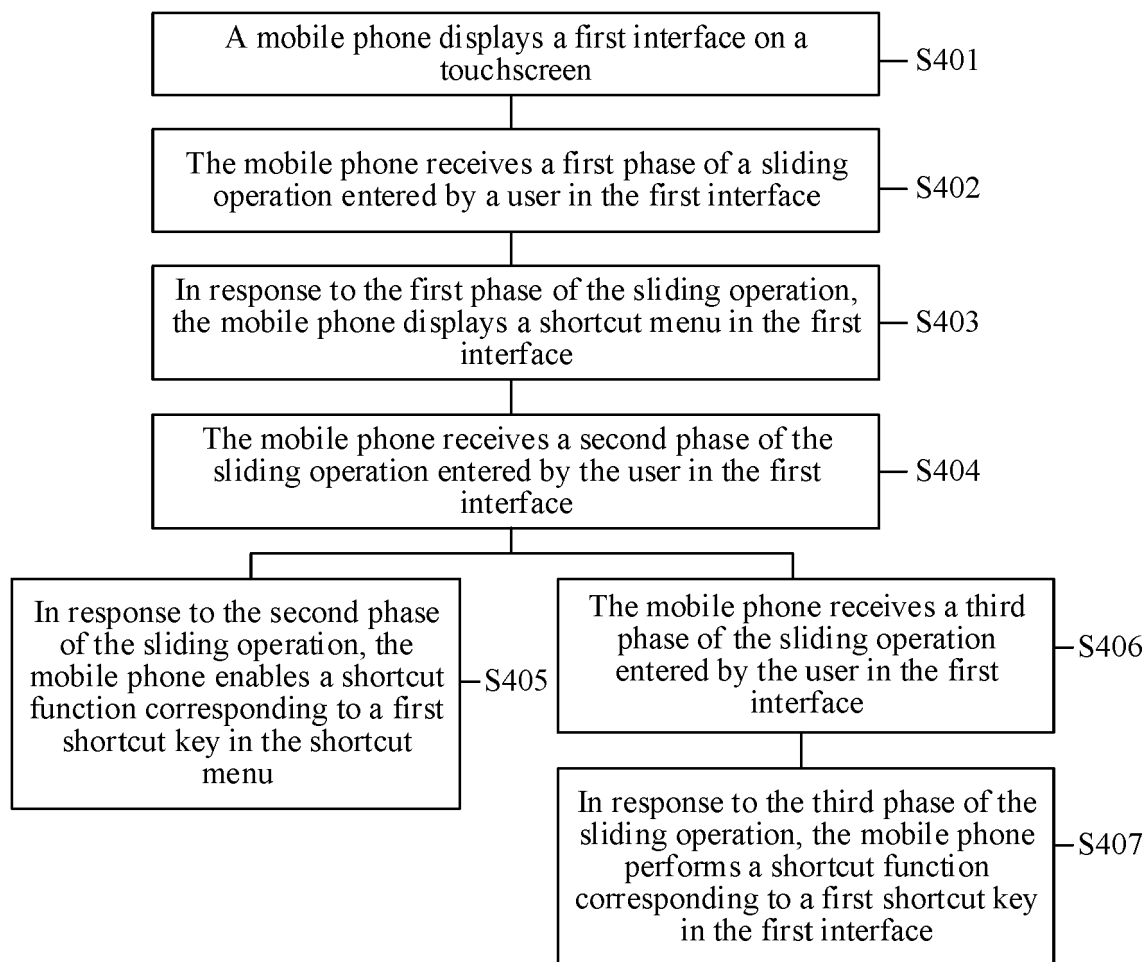 A mobile phone displays a first interface on a
touchscreen
S401
The mobile phone receives a first phase of a sliding
operation entered by a user in the first interface
S402
In response to the first phase of the sliding operation,
the mobile phone displays a shortcut menu in the first
interface
S403
The mobile phone receives a second phase of the
sliding operation entered by the user in the first
interface
S404
In response to the second phase
of the sliding operation, the
mobile phone enables a shortcut
function corresponding to a first
shortcut key in the shortcut
menu
S405
The mobile phone receives a third
phase of the sliding operation
entered by the user in the first
interface
S406
In response to the third phase of the
sliding operation, the mobile phone
performs a shortcut function
corresponding to a first shortcut key
in the first interface
S407